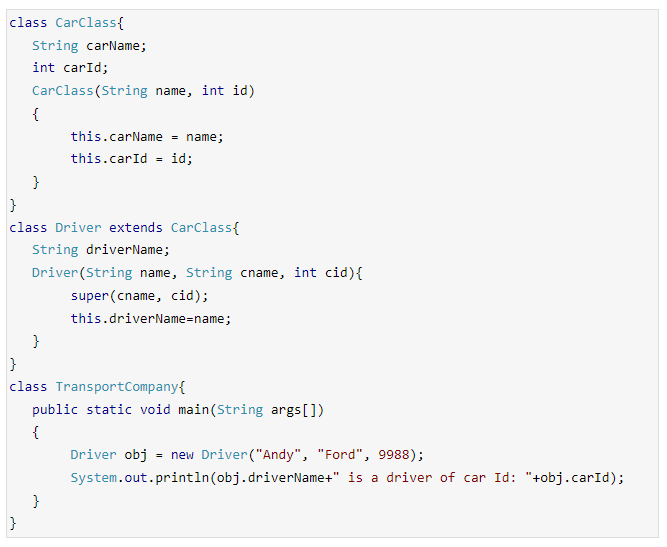 class CarClass{
String carName;
int carId;
CarClass(String name, int id)
{
this.carName = name;
this.carId = id;
}
}
class Driver extends CarClass{
String driverName;
Driver(String name, String cname, int cid){
super(cname, cid);
this.driverName=name;
}
}
class TransportCompany{
public static void main(String args[])
{
Driver obj = new Driver("Andy", "Ford", 9988);
System.out.println(obj.driverName+" is a driver of car Id: "+obj.carId);
}
}